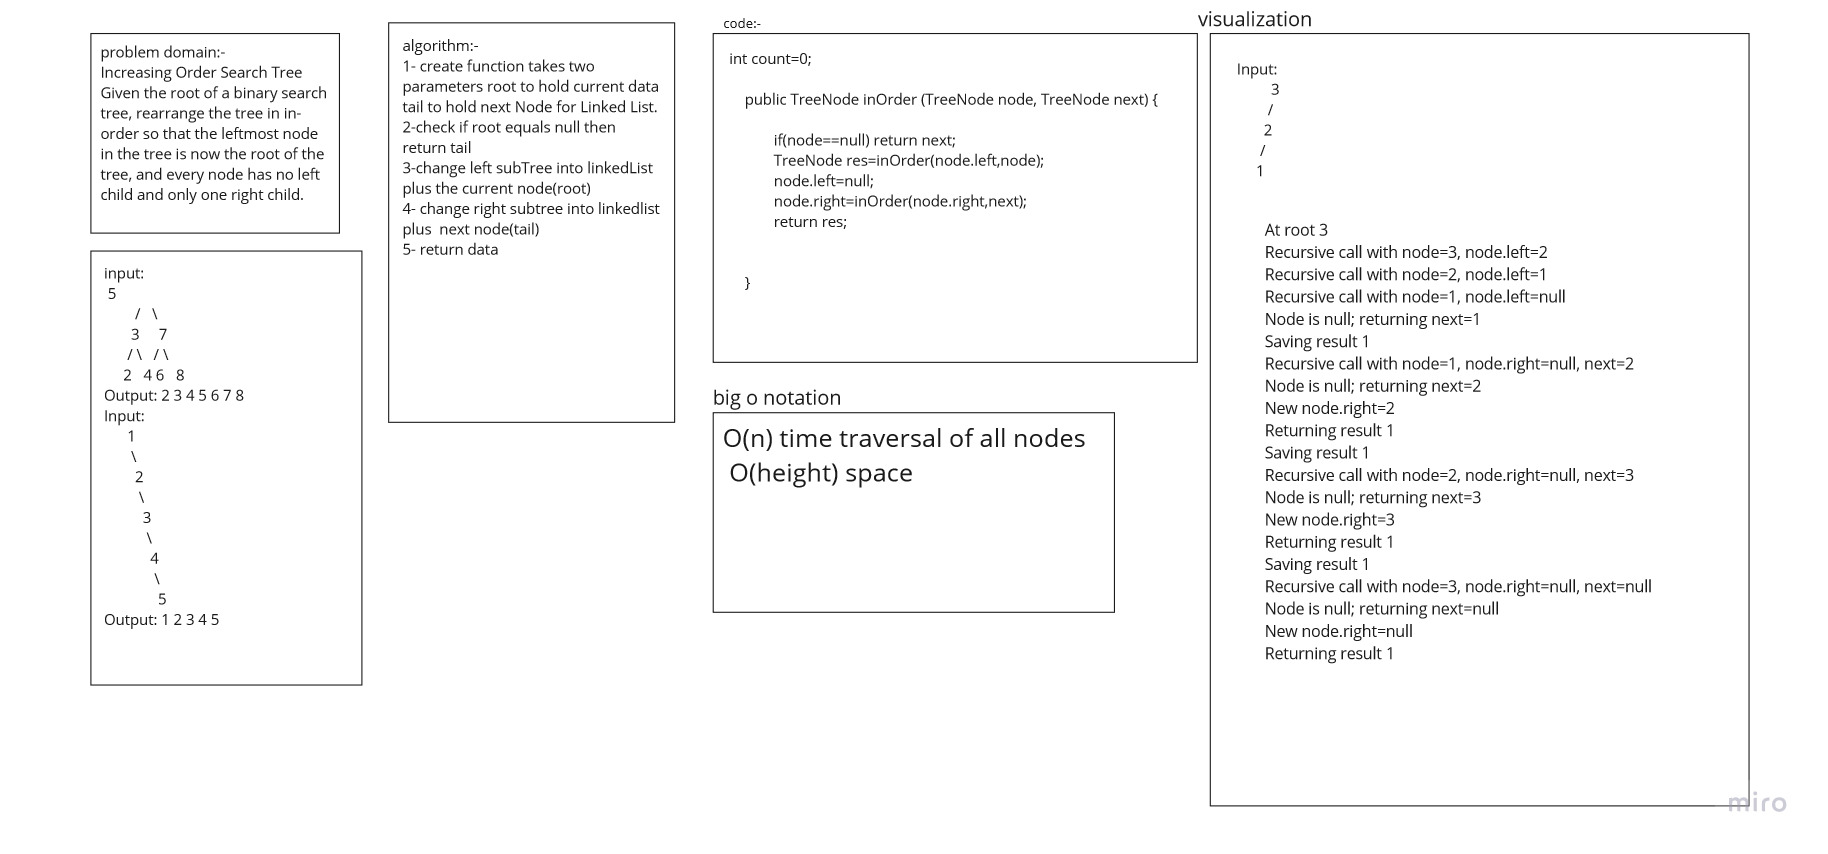 problem domain:-
Increasing Order Search Tree
Given the root of a binary search
tree, rearrange the tree in in-
order so that the leftmost node
in the tree is now the root of the
tree, and every node has no left
child and only one right child.
input:
5
/ \
3 7
/ \ / \
2 4 6 8
Output: 2 3 4 5 6 7 8
Input:
1
\
2
\
3
\
4
\
5
Output: 1 2 3 4 5
algorithm:-
1- create function takes two
parameters root to hold current data
tail to hold next Node for Linked List.
2-check if root equals null then
return tail
3-change left subTree into linkedList
plus the current node(root)
4- change right subtree into linkedlist
plus next node(tail)
5- return data
code:-
int count=0;
public TreeNode inOrder (TreeNode node, TreeNode next) {
if(node==null) return next;
TreeNode res=inOrder(node.left,node);
node.left=null;
node.right=inOrder(node.right,next);
return res;
}
big o notation
O(n) time traversal of all nodes
O(height) space
visualization
Input:
3
/
2
/
1
At root 3
Recursive call with node=3, node.left=2
Recursive call with node=2, node.left=1
Recursive call with node=1, node.left=null
Node is null; returning next=1
Saving result 1
Recursive call with node=1, node.right=null, next=2
Node is null; returning next=2
New node.right=2
Returning result 1
Saving result 1
Recursive call with node=2, node.right=null, next=3
Node is null; returning next=3
New node.right=3
Returning result 1
Saving result 1
Recursive call with node=3, node.right=null, next=null
Node is null; returning next=null
New node.right=null
Returning result 1
miro